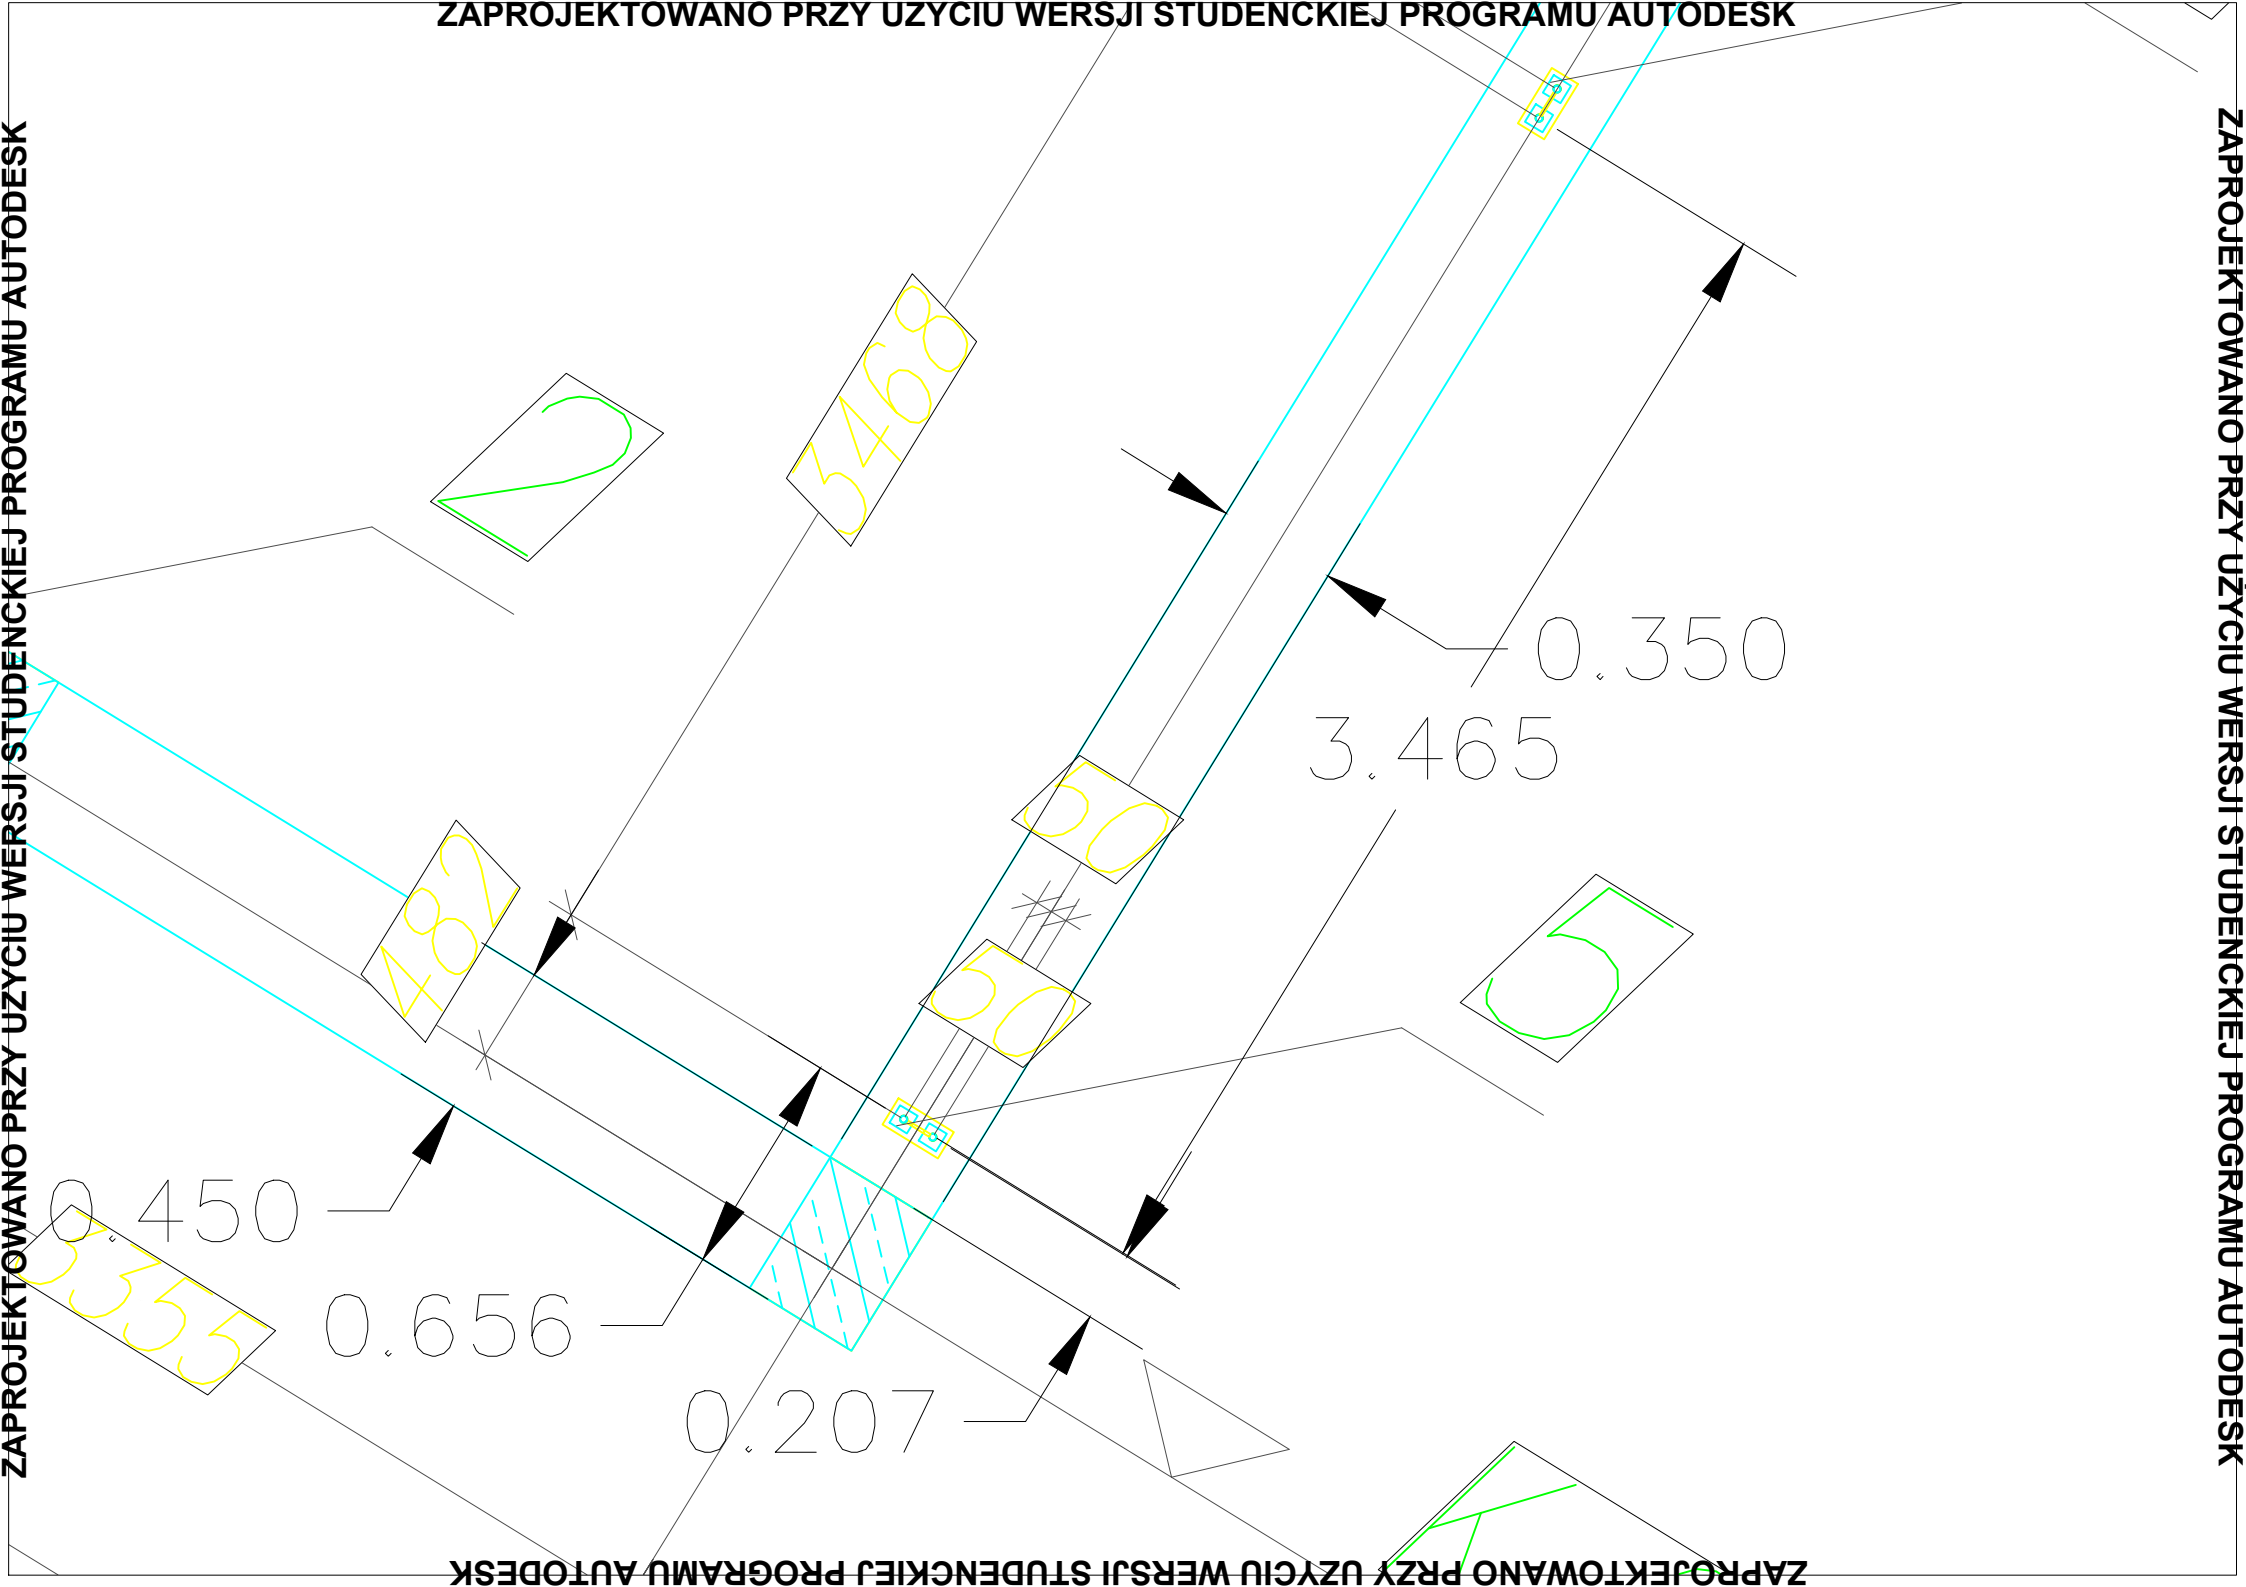 ZAPROJEKTOWANO PRZY UŻYCIU WERSJI STUDENCKIEJ PROGRAMU AUTODESK
ZAPROJEKTOWANO PRZY UŻYCIU WERSJI STUDENCKIEJ PROGRAMU AUTODESK
ZAPROJEKTOWANO PRZY UŻYCIU WERSJI STUDENCKIEJ PROGRAMU AUTODESK
5468
2
0.350
3.465
50
482
5
50
0.450
335
0.656
0.207
K
ZAPROJEKTOWANO PRZY UŻYCIU WERSJI STUDENCKIEJ PROGRAMU AUTODESK